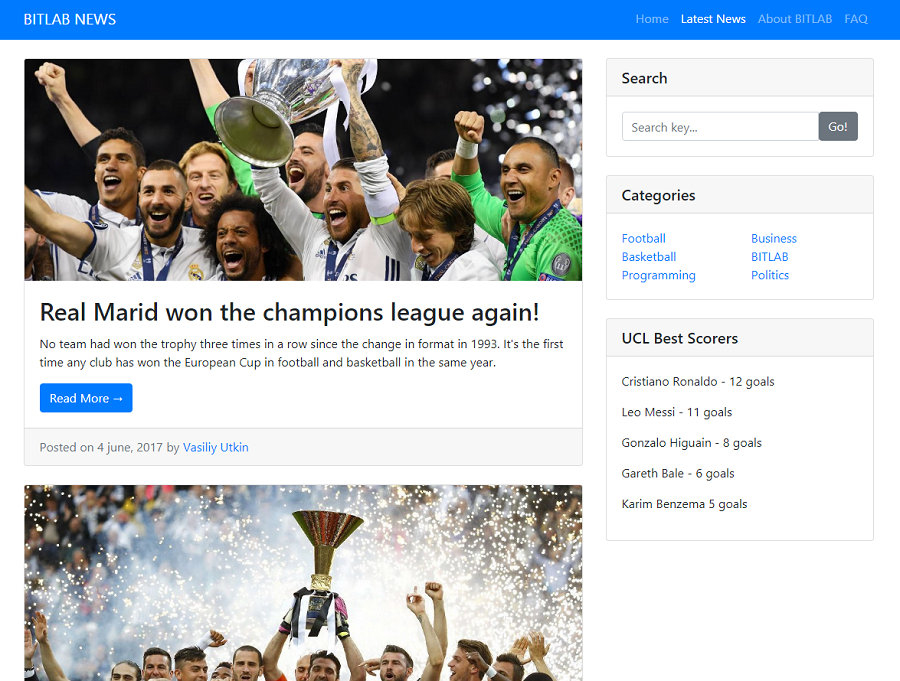 BITLAB NEWS
Home Latest News About BITLAB FAQ
Real Marid won the champions league again!
No team had won the trophy three times in a row since the change in format in 1993. It's the first
time any club has won the European Cup in football and basketball in the same year.
Read More →
Posted on 4 june, 2017 by Vasiliy Utkin
Search
Search key...
Go!
Categories
Football
Basketball
Programming
Business
BITLAB
Politics
UCL Best Scorers
Cristiano Ronaldo - 12 goals
Leo Messi - 11 goals
Gonzalo Higuain - 8 goals
Gareth Bale - 6 goals
Karim Benzema 5 goals